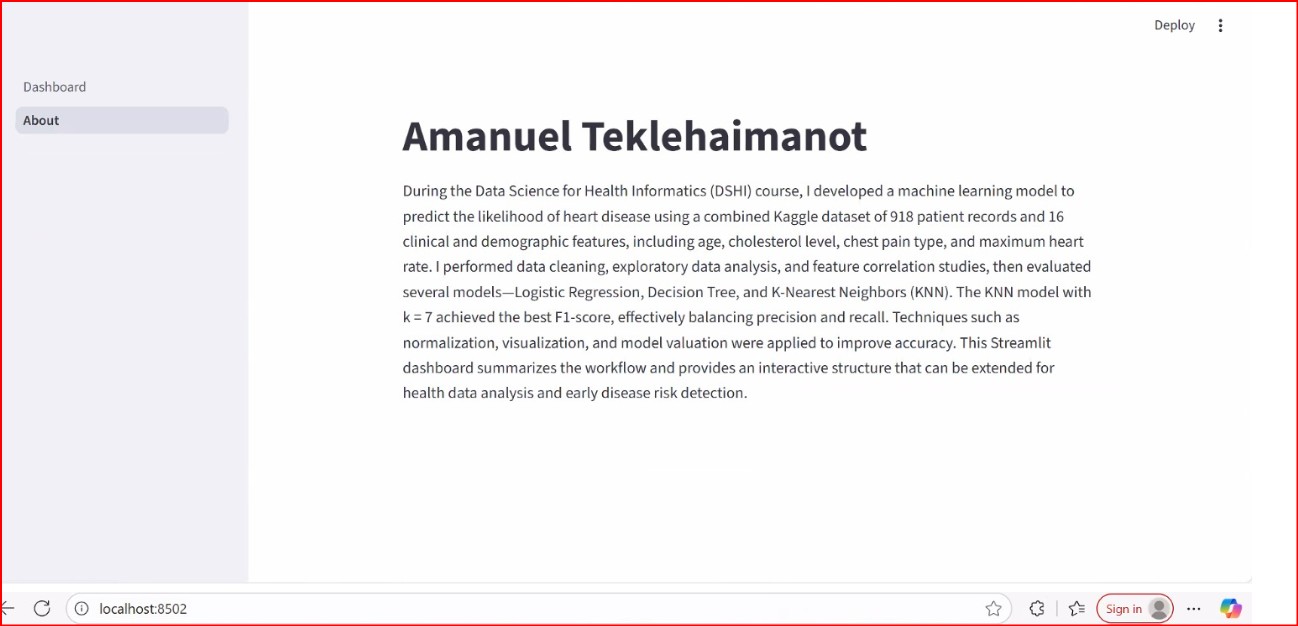 Deploy
Dashboard
About
Amanuel Teklehaimanot
During the Data Science for Health Informatics (DSHI) course, I developed a machine learning model to
predict the likelihood of heart disease using a combined Kaggle dataset of 918 patient records and 16
clinical and demographic features, including age, cholesterol level, chest pain type, and maximum heart
rate. I performed data cleaning, exploratory data analysis, and feature correlation studies, then evaluated
several models—Logistic Regression, Decision Tree, and K-Nearest Neighbors (KNN). The KNN model with
k = 7 achieved the best F1-score, effectively balancing precision and recall. Techniques such as
normalization, visualization, and model valuation were applied to improve accuracy. This Streamlit
dashboard summarizes the workflow and provides an interactive structure that can be extended for
health data analysis and early disease risk detection.
localhost:8502
Sign in